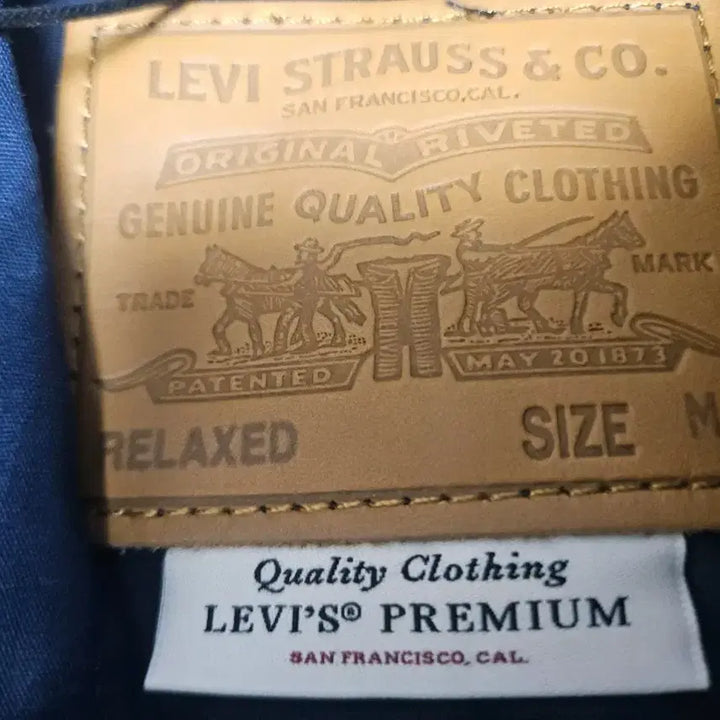 LEVI STRAUSS & CO.
SAN FRANCISCO, CAL.
ORIGINAL RIVETED
GENUINE QUALITY CLOTHING
TRADE MARK
PATENTED MAY 20 1873
RELAXED SIZE M
Quality Clothing
LEVI'S® PREMIUM
SAN FRANCISCO, CAL.